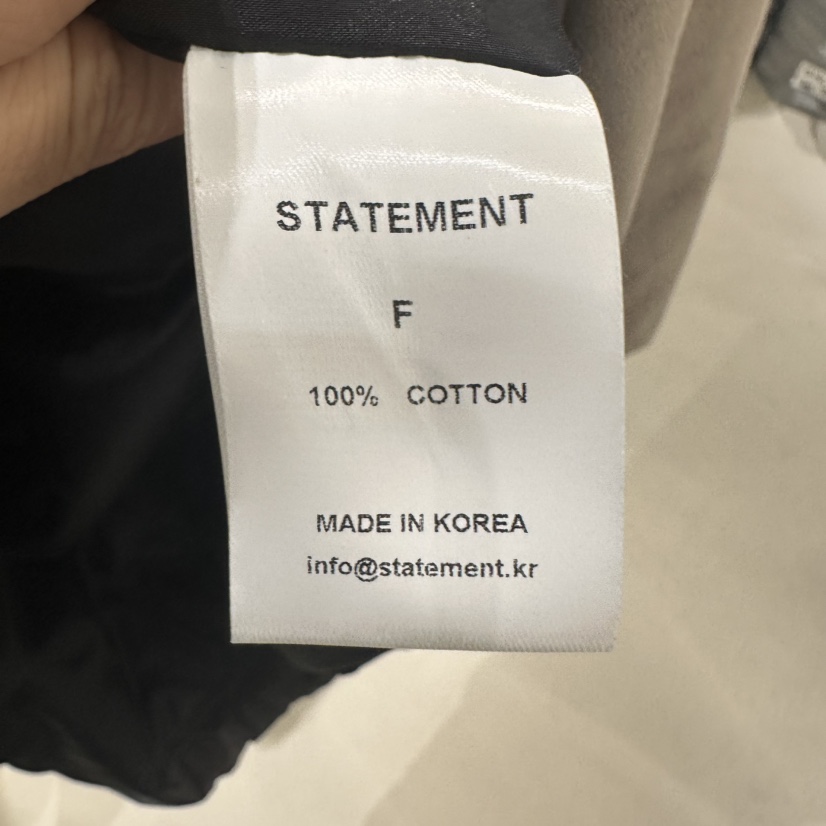 STATEMENT
F
100% COTTON
MADE IN KOREA
info@statement.kr